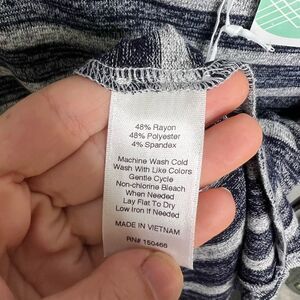 48% Rayon
48% Polyester
4% Spandex
Machine Wash Cold
Wash With Like Colors
Gentle Cycle
Non-chlorine Bleach
When Needed
Lay Flat To Dry
Low Iron If Needed
MADE IN VIETNAM
RN# 150466